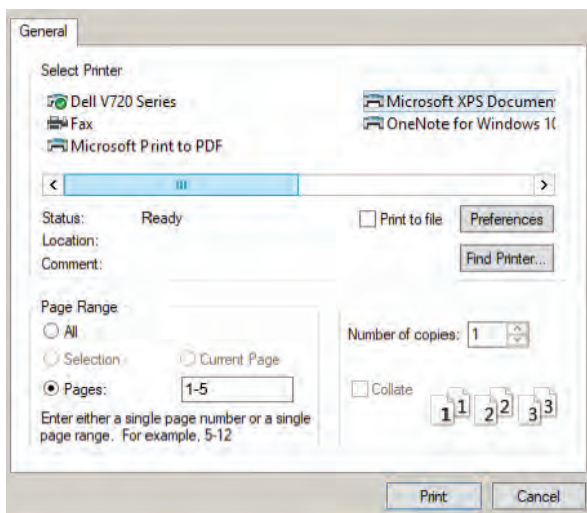 General
Select Printer
Dell V720 Series
Microsoft XPS Documen
Fax
OneNote for Windows 1(
Microsoft Print to PDF
Status: Ready
Print to file
Preferences
Location:
Comment:
Find Printer...
Page Range
All
Number of copies: 1
Selection
Current Page
Pages: 1-5
Collate
1 1 2 2 3 3
Enter either a single page number or a single
page range. For example, 5-12
Print
Cancel